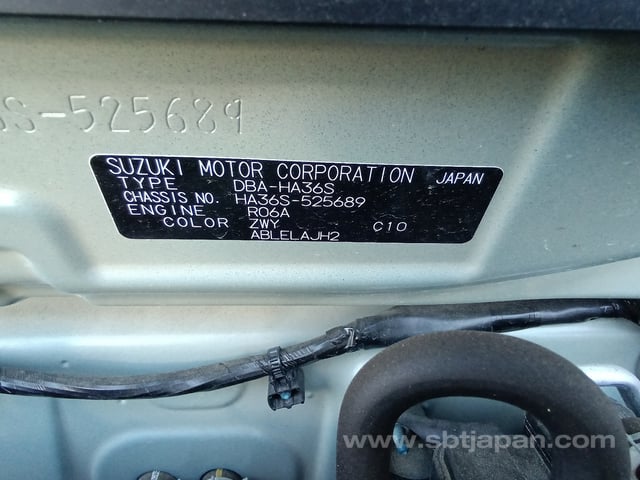 6S-525689
SUZUKI MOTOR CORPORATION JAPAN
TYPE DBA-HA36S
CHASSIS NO. HA36S-525689
ENGINE R06A
COLOR ZWY C10
ABLELAJH2
www.sbtjapan.com